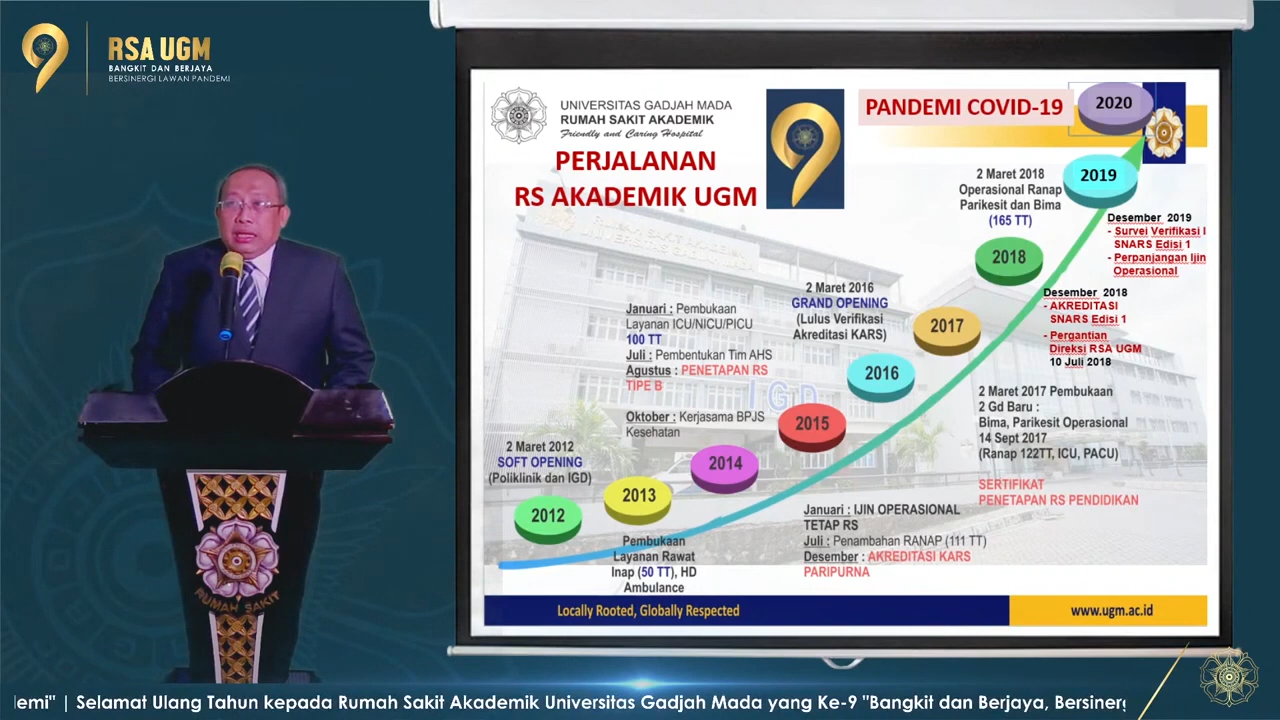 RSA UGM
BANGKIT DAN BERJAYA
BERSINERGI LAWAN PANDEMI
UNIVERSITAS GADJAH MADA
RUMAH SAKIT AKADEMIK
Friendly and Caring Hospital
PERJALANAN
RS AKADEMIK UGM
PANDEMI COVID-19
2020
2019
Desember 2019
- Survei Verifikasi I
SNARS Edisi 1
- Perpanjangan Ijin
Operasional
2 Maret 2018
Operasional Ranap
Parikesit dan Bima
(165 TT)
2018
Desember 2018
- AKREDITASI
SNARS Edisi 1
- Pergantian
Direksi RSA UGM
10 Juli 2018
2 Maret 2016
GRAND OPENING
(Lulus Verifikasi
Akreditasi KARS)
2017
2016
2 Maret 2017 Pembukaan
2 Gd Baru :
Bima, Parikesit Operasional
14 Sept 2017
(Ranap 122TT, ICU, PACU)
SERTIFIKAT
PENETAPAN RS PENDIDIKAN
Januari : Pembukaan
Layanan ICU/NICU/PICU
100 TT
Juli : Pembentukan Tim AHS
Agustus : PENETAPAN RS
TIPE B
Oktober : Kerjasama BPJS
Kesehatan
IGD
2015
2014
2 Maret 2012
SOFT OPENING
(Poliklinik dan IGD)
2013
2012
Pembukaan
Layanan Rawat
Inap (50 TT), HD
Ambulance
Januari : IJIN OPERASIONAL
TETAP RS
Juli : Penambahan RANAP (111 TT)
Desember : AKREDITASI KARS
PARIPURNA
Locally Rooted, Globally Respected
www.ugm.ac.id
RUMAH SAKIT
lemi" | Selamat Ulang Tahun kepada Rumah Sakit Akademik Universitas Gadjah Mada yang Ke-9 "Bangkit dan Berjaya, Bersinerg